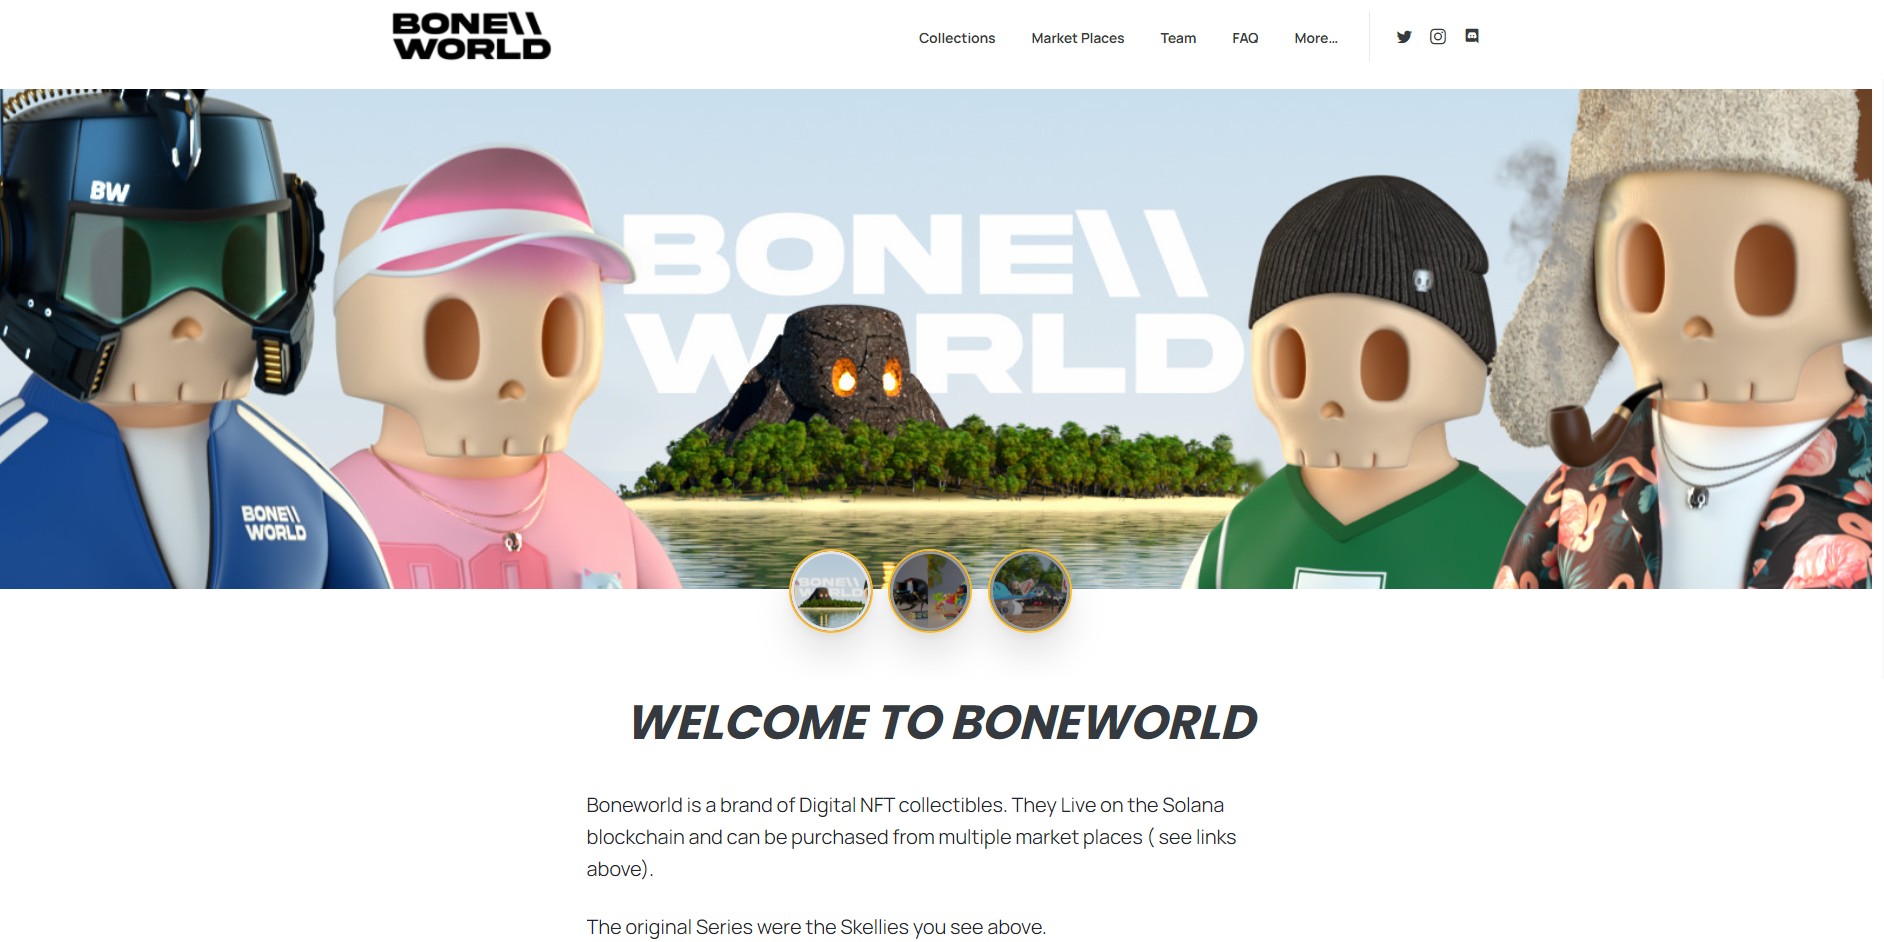 BONE\\
WORLD
Collections
Market Places
Team
FAQ
More...
BW
BONE\\
WORLD
BONE\\
WORLD
BONE\\
WORLD
WELCOME TO BONEWORLD
Boneworld is a brand of Digital NFT collectibles. They Live on the Solana
blockchain and can be purchased from multiple market places ( see links
above).
The original Series were the Skellies you see above.